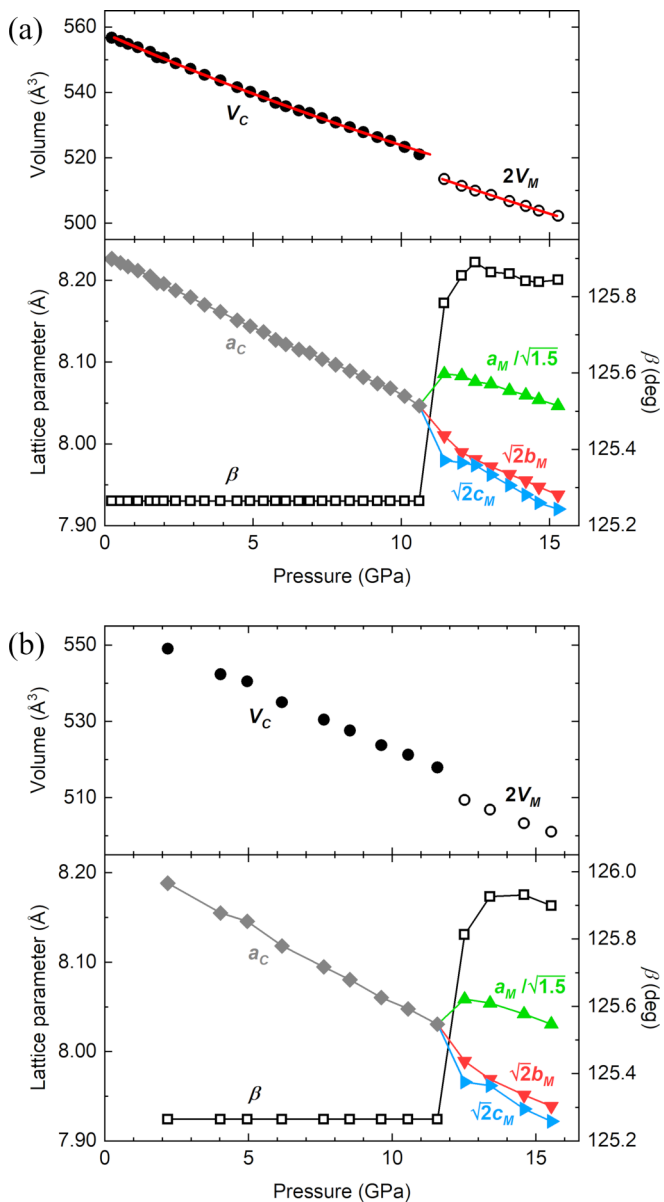 (a)
560
540
520
500
Volume (Å³)
V_C
2V_M
8.20
8.10
8.00
7.90
Lattice parameter (Å)
a_C
β
a_M/√1.5
√2b_M
√2c_M
125.8
125.6
125.4
125.2
β (deg)
0 5 10 15
Pressure (GPa)
(b)
550
530
510
Volume (Å³)
V_C
2V_M
8.20
8.10
8.00
7.90
Lattice parameter (Å)
a_C
β
a_M/√1.5
√2b_M
√2c_M
126.0
125.8
125.6
125.4
125.2
β (deg)
0 5 10 15
Pressure (GPa)